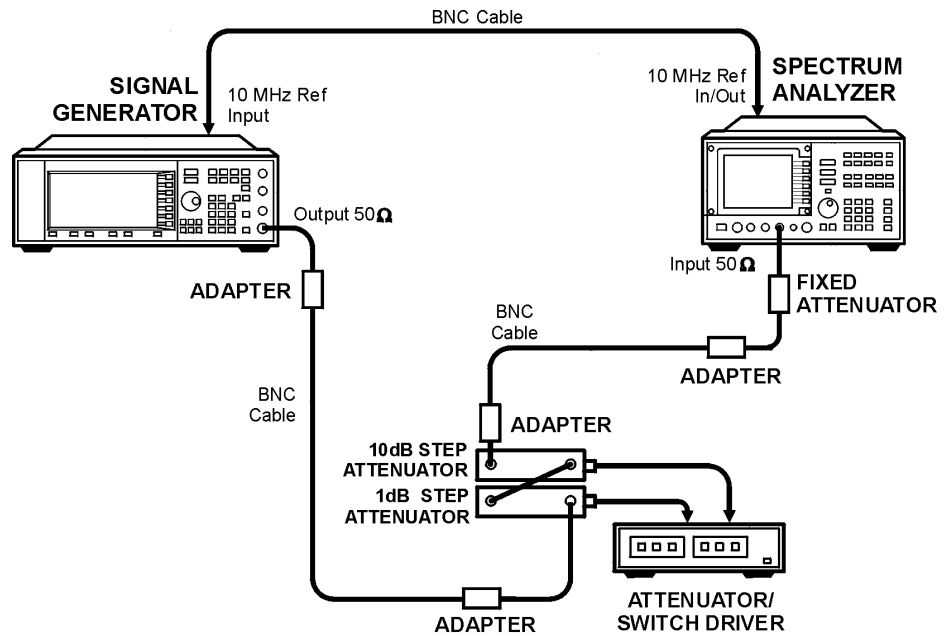 BNC Cable
SIGNAL
GENERATOR
10 MHz Ref
Input
10 MHz Ref
In/Out
SPECTRUM
ANALYZER
Output 50Ω
Input 50Ω
ADAPTER
FIXED
ATTENUATOR
BNC
Cable
ADAPTER
BNC
Cable
ADAPTER
10dB STEP
ATTENUATOR
1dB STEP
ATTENUATOR
ADAPTER
ATTENUATOR/
SWITCH DRIVER